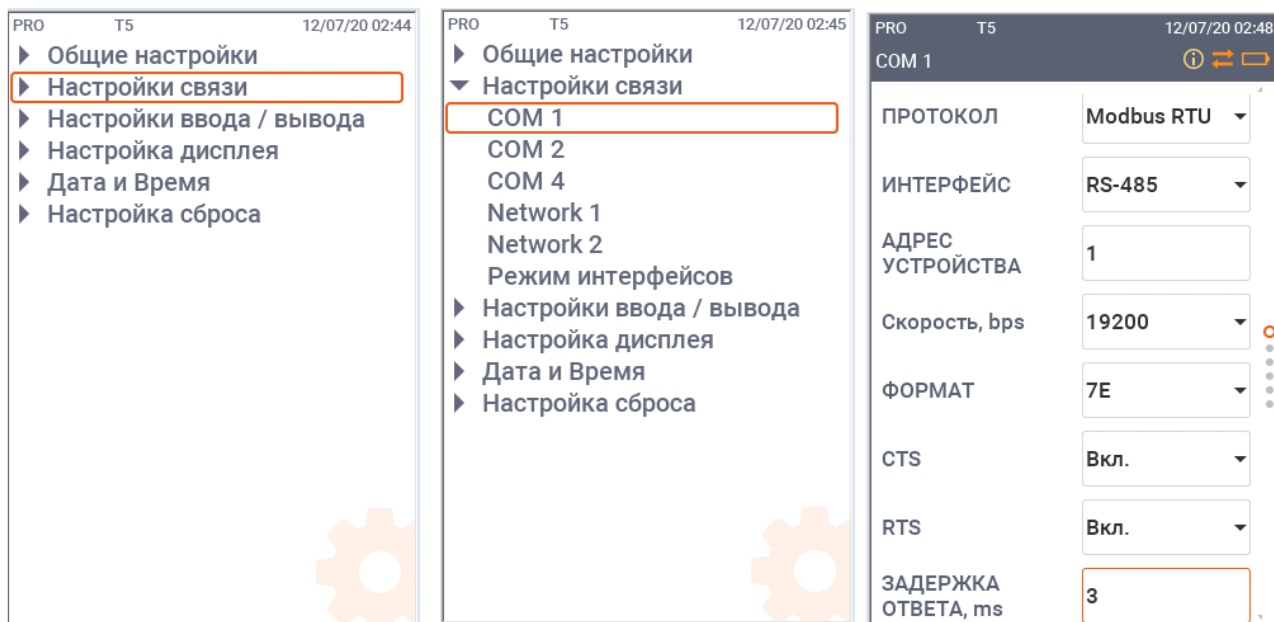 PRO T5 12/07/20 02:44
Общие настройки
Настройки связи
Настройки ввода / вывода
Настройка дисплея
Дата и Время
Настройка сброса
PRO T5 12/07/20 02:45
Общие настройки
Настройки связи
COM 1
COM 2
COM 4
Network 1
Network 2
Режим интерфейсов
Настройки ввода / вывода
Настройка дисплея
Дата и Время
Настройка сброса
PRO T5 12/07/20 02:48
COM 1
ПРОТОКОЛ Modbus RTU
ИНТЕРФЕЙС RS-485
АДРЕС
УСТРОЙСТВА 1
Скорость, bps 19200
ФОРМАТ 7E
CTS Вкл.
RTS Вкл.
ЗАДЕРЖКА
ОТВЕТА, ms 3